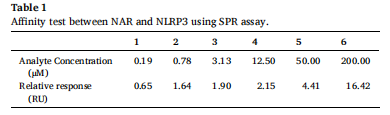 Table 1
Affinity test between NAR and NLRP3 using SPR assay.
1 2 3 4 5 6
Analyte Concentration 0.19 0.78 3.13 12.50 50.00 200.00
(μM)
Relative response 0.65 1.64 1.90 2.15 4.41 16.42
(RU)